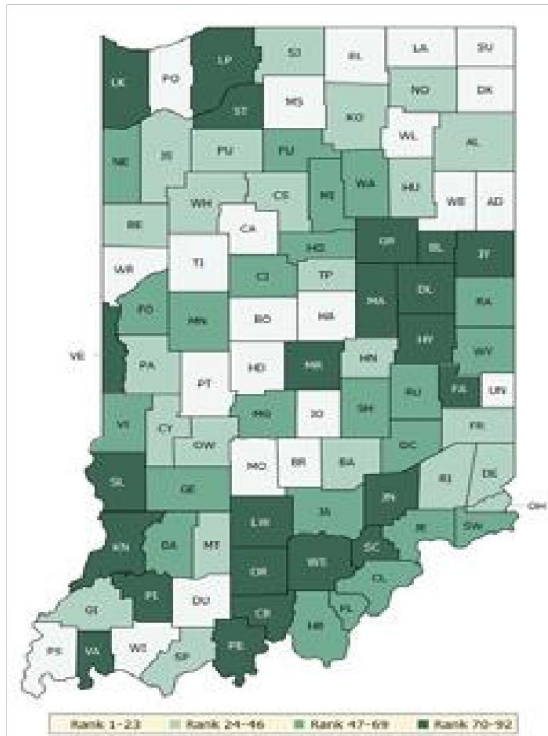 SJ
EL
LA
SU
LK
PO
LP
ST
MS
NO
DK
KO
WL
AL
NE
JS
PU
FU
MI
WA
HU
WE
AD
WH
CS
CA
BE
WR
TI
HO
GR
BL
JY
CI
TP
MA
DL
RA
FO
MN
BO
HA
HY
WY
VE
PA
PT
HD
MR
HN
RU
FA
UN
VI
CY
MG
JO
SH
FR
OW
MO
BR
BA
DC
RI
DE
SL
GE
LW
JA
JN
OH
KN
DA
MT
OR
WS
SC
JE
SW
GI
PI
DU
CR
HR
FL
CL
PS
VA
WI
SP
PE
Rank 1-23
Rank 24-46
Rank 47-69
Rank 70-92